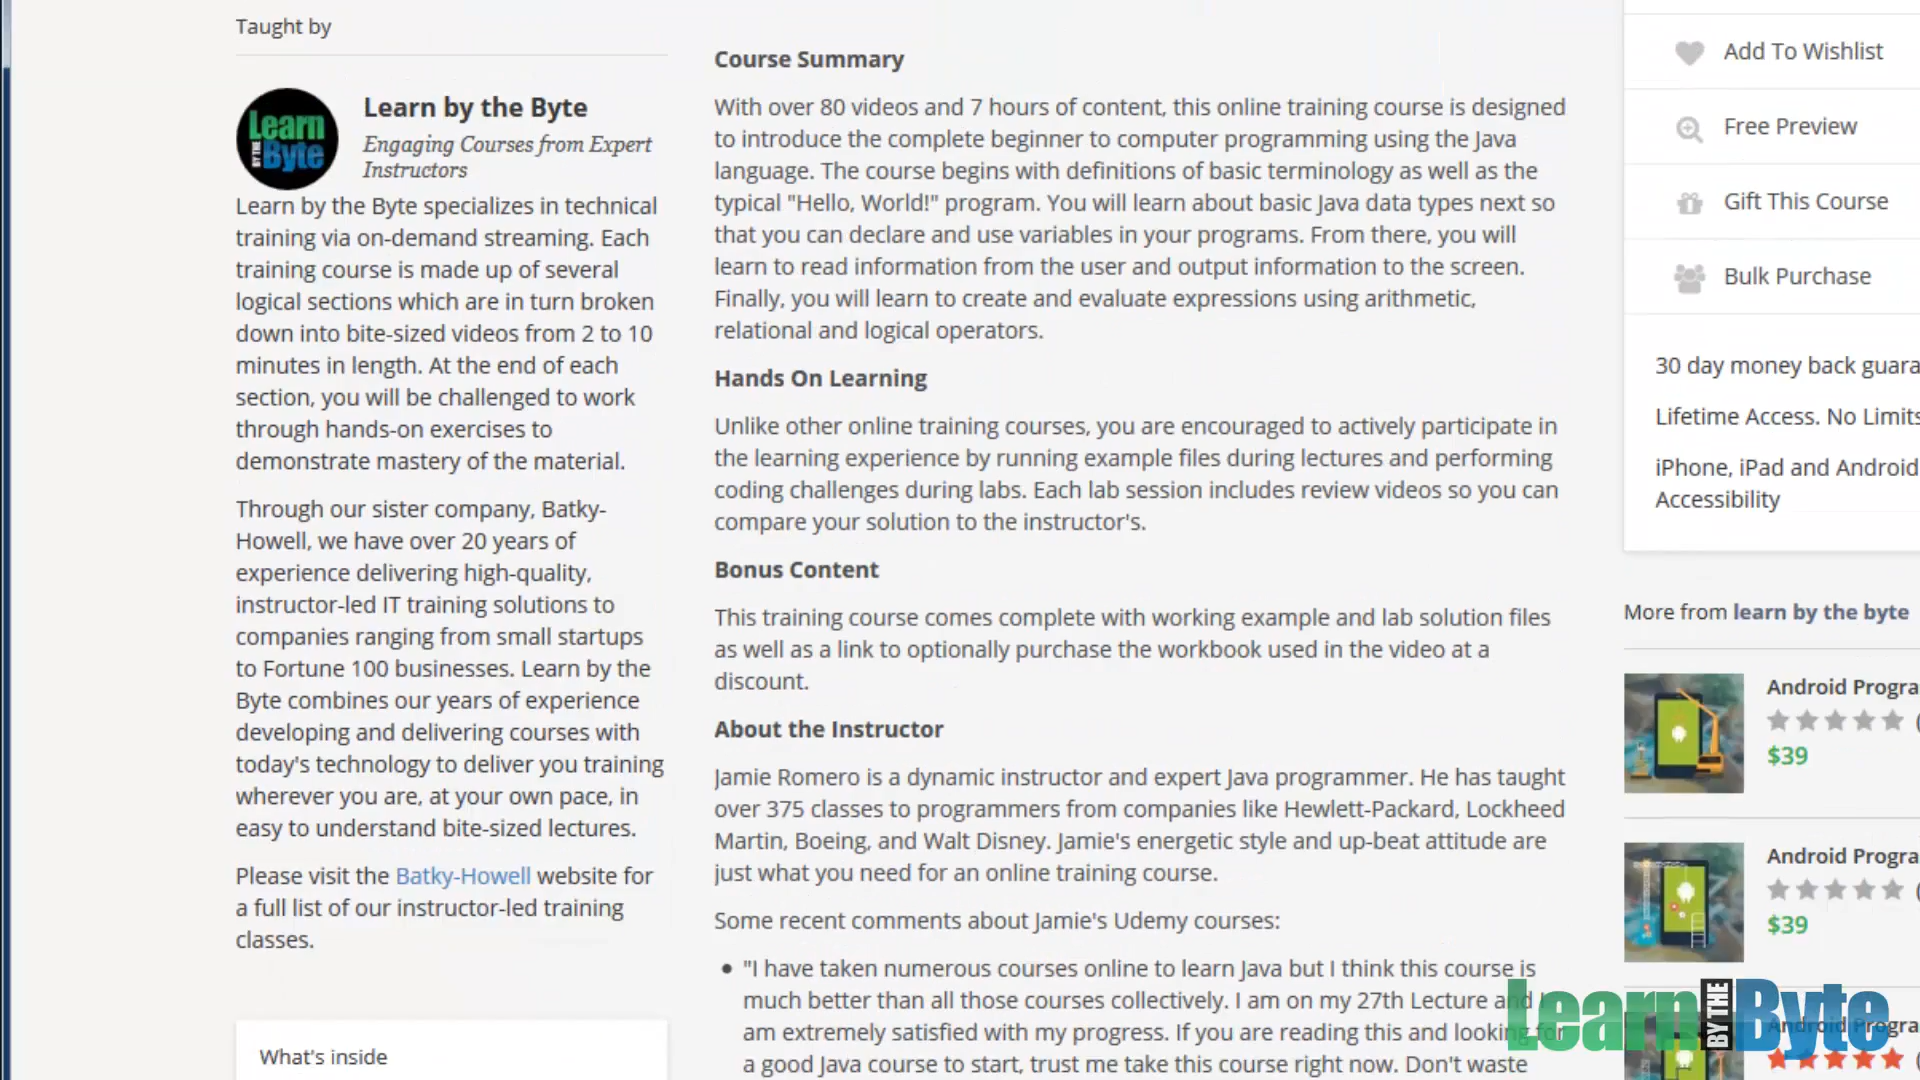 Taught by
Learn
BY THE
Byte
Learn by the Byte
Engaging Courses from Expert
Instructors
Learn by the Byte specializes in technical
training via on-demand streaming. Each
training course is made up of several
logical sections which are in turn broken
down into bite-sized videos from 2 to 10
minutes in length. At the end of each
section, you will be challenged to work
through hands-on exercises to
demonstrate mastery of the material.
Through our sister company, Batky-
Howell, we have over 20 years of
experience delivering high-quality,
instructor-led IT training solutions to
companies ranging from small startups
to Fortune 100 businesses. Learn by the
Byte combines our years of experience
developing and delivering courses with
today's technology to deliver you training
wherever you are, at your own pace, in
easy to understand bite-sized lectures.
Please visit the Batky-Howell website for
a full list of our instructor-led training
classes.
What's inside
Course Summary
With over 80 videos and 7 hours of content, this online training course is designed
to introduce the complete beginner to computer programming using the Java
language. The course begins with definitions of basic terminology as well as the
typical "Hello, World!" program. You will learn about basic Java data types next so
that you can declare and use variables in your programs. From there, you will
learn to read information from the user and output information to the screen.
Finally, you will learn to create and evaluate expressions using arithmetic,
relational and logical operators.
Hands On Learning
Unlike other online training courses, you are encouraged to actively participate in
the learning experience by running example files during lectures and performing
coding challenges during labs. Each lab session includes review videos so you can
compare your solution to the instructor's.
Bonus Content
This training course comes complete with working example and lab solution files
as well as a link to optionally purchase the workbook used in the video at a
discount.
About the Instructor
Jamie Romero is a dynamic instructor and expert Java programmer. He has taught
over 375 classes to programmers from companies like Hewlett-Packard, Lockheed
Martin, Boeing, and Walt Disney. Jamie's energetic style and up-beat attitude are
just what you need for an online training course.
Some recent comments about Jamie's Udemy courses:
• "I have taken numerous courses online to learn Java but I think this course is
much better than all those courses collectively. I am on my 27th Lecture and I
am extremely satisfied with my progress. If you are reading this and looking for
a good Java course to start, trust me take this course right now. Don't waste
Add To Wishlist
Free Preview
Gift This Course
Bulk Purchase
30 day money back guara
Lifetime Access. No Limits
iPhone, iPad and Android
Accessibility
More from learn by the byte
Android Progra
(
$39
Android Progra
(
$39
Android Progra
(
Learn BY THE Byte